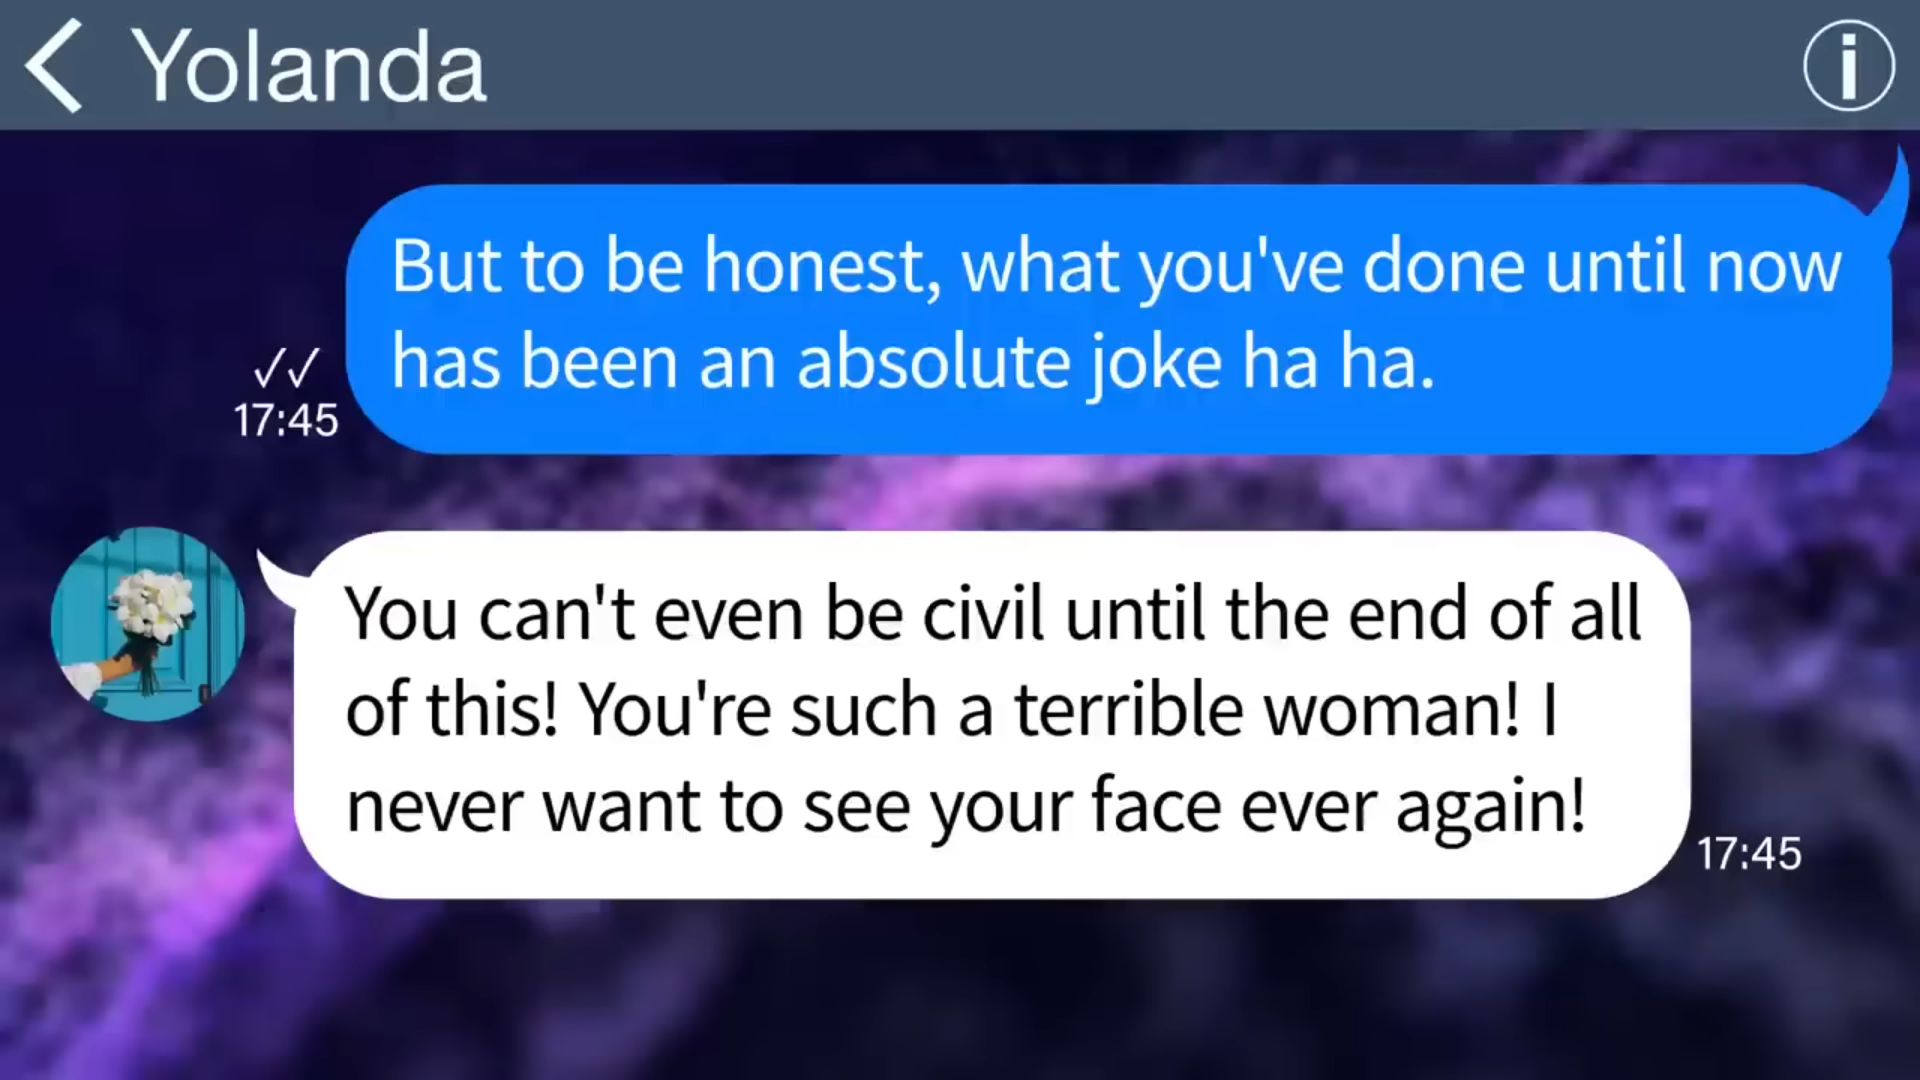 Yolanda
But to be honest, what you've done until now
has been an absolute joke ha ha.
17:45
You can't even be civil until the end of all
of this! You're such a terrible woman! I
never want to see your face ever again!
17:45